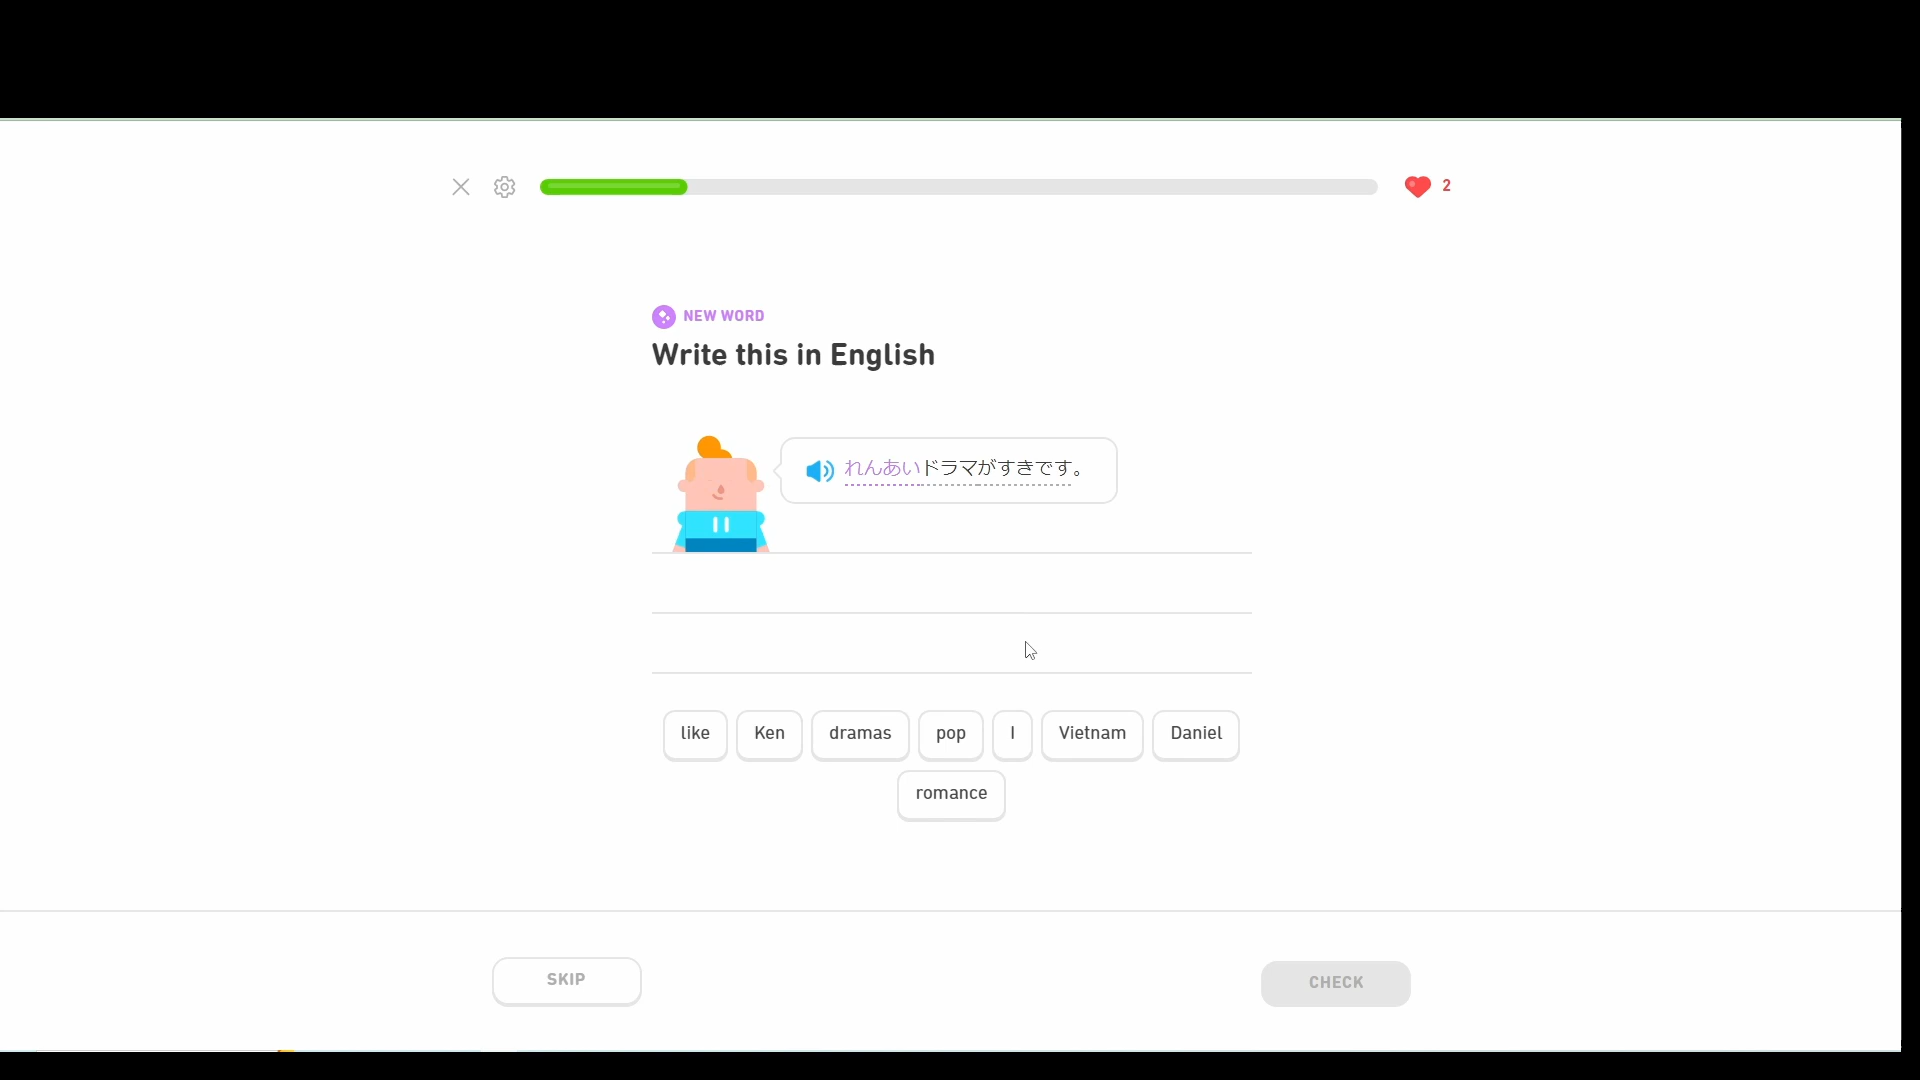 2
NEW WORD
Write this in English
れんあいドラマがすきです。
like Ken dramas pop I Vietnam Daniel
romance
SKIP CHECK